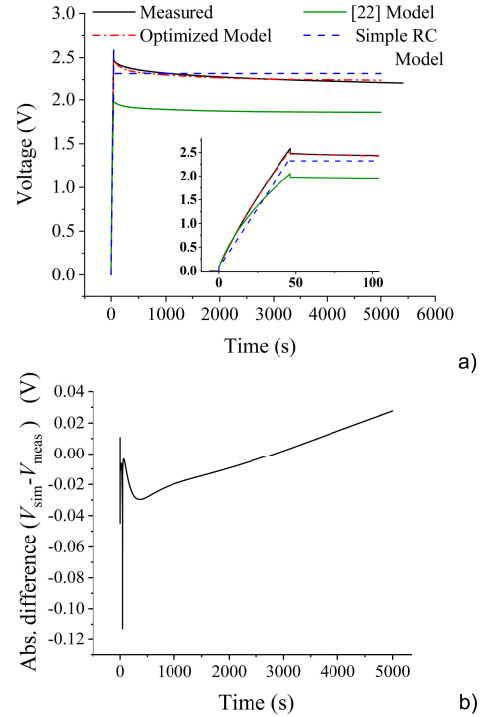 Measured
[22] Model
Optimized Model
Simple RC Model
Voltage (V)
3.0
2.5
2.0
1.5
1.0
0.5
0.0
2.5
2.0
1.5
1.0
0.5
0.0
0 25 50 75 100
0 1000 2000 3000 4000 5000 6000
Time (s)
a)
Abs. difference (Vsim-Vmeas) (V)
0.04
0.02
0.00
-0.02
-0.04
-0.06
-0.08
-0.10
-0.12
0 1000 2000 3000 4000 5000
Time (s)
b)